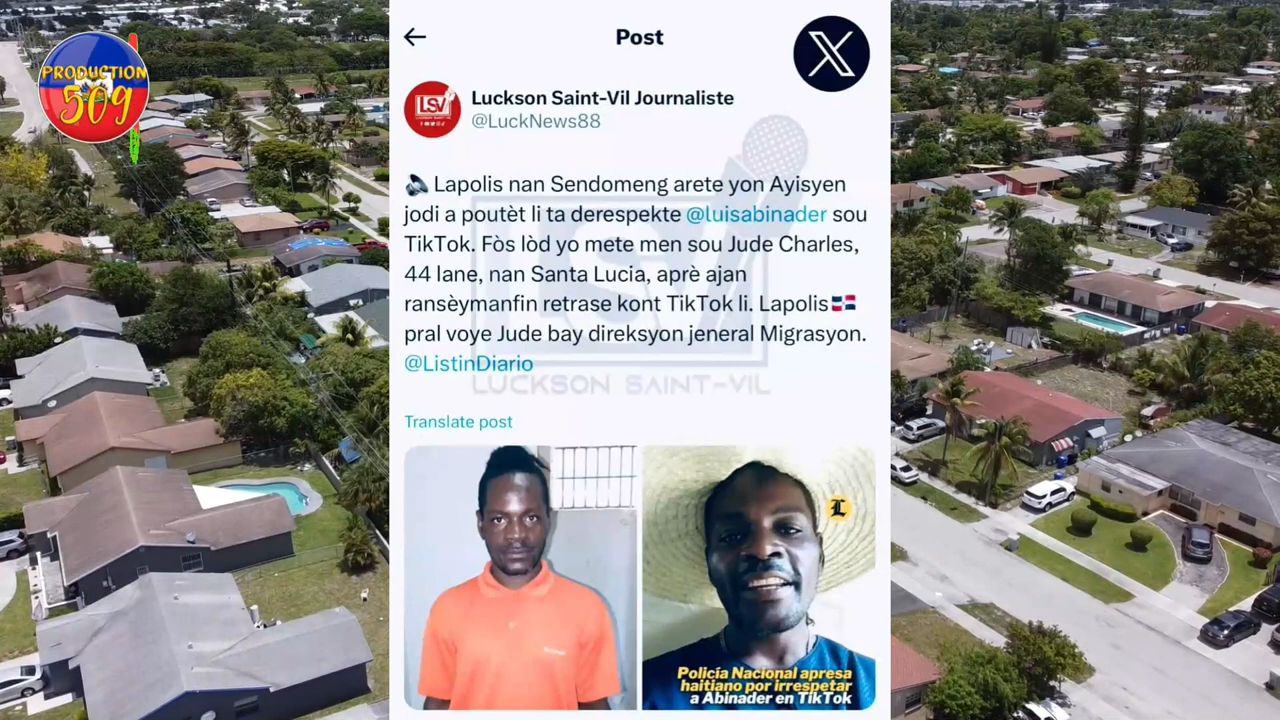 PRODUCTION
509
Post
X
LSV
Luckson Saint-Vil Journaliste
@LuckNews88
Lapolis nan Sendomeng arete yon Ayisyen
jodi a poutèt li ta derespekte @luisabinader sou
TikTok. Fòs lòd yo mete men sou Jude Charles,
44 lane, nan Santa Lucia, aprè ajan
ransèymanfin retrase kont TikTok li. Lapolis
pral voye Jude bay direksyon jeneral Migrasyon.
@ListinDiario
LSV
LUCKSON SAINT-VIL
Translate post
L
Policía Nacional apresa
haitiano por irrespetar
a Abinader en TikTok